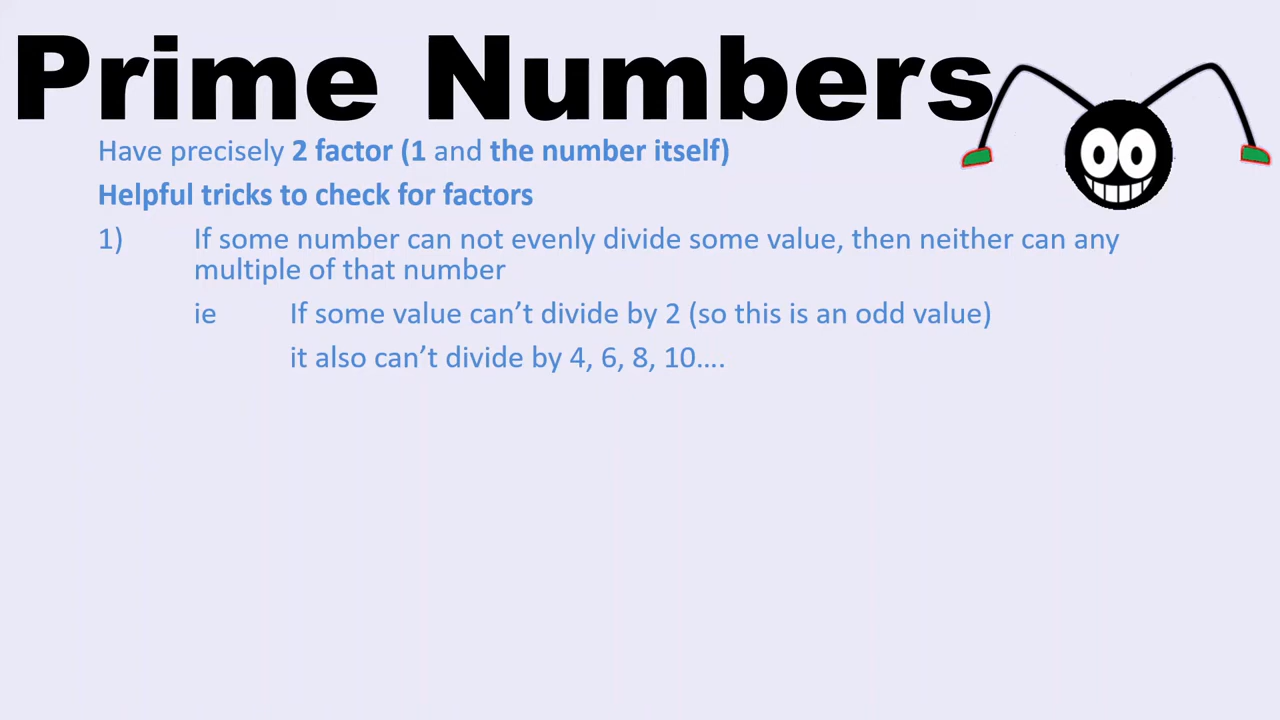 Prime Numbers
Have precisely 2 factor (1 and the number itself)
Helpful tricks to check for factors
1) If some number can not evenly divide some value, then neither can any
multiple of that number
ie If some value can’t divide by 2 (so this is an odd value)
it also can’t divide by 4, 6, 8, 10….